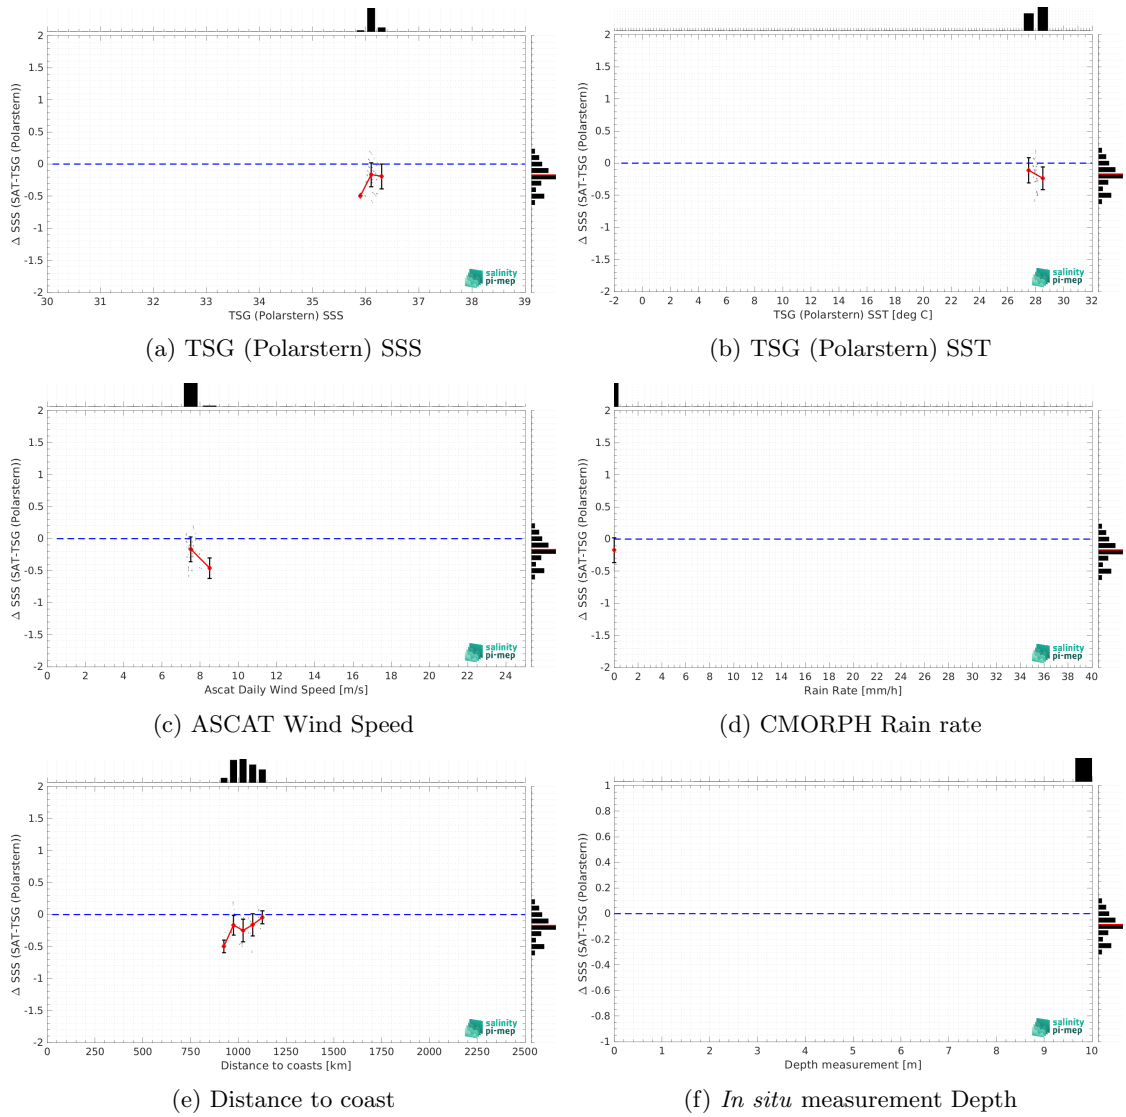 2
1.5
1
0.5
0
-0.5
-1
-1.5
-2
Δ SSS (SAT-TSG (Polarstern))
30 31 32 33 34 35 36 37 38 39
TSG (Polarstern) SSS
salinity
pi-mep
(a) TSG (Polarstern) SSS
2
1.5
1
0.5
0
-0.5
-1
-1.5
-2
Δ SSS (SAT-TSG (Polarstern))
-2 0 2 4 6 8 10 12 14 16 18 20 22 24 26 28 30 32
TSG (Polarstern) SST [deg C]
salinity
pi-mep
(b) TSG (Polarstern) SST
2
1.5
1
0.5
0
-0.5
-1
-1.5
-2
Δ SSS (SAT-TSG (Polarstern))
0 2 4 6 8 10 12 14 16 18 20 22 24
Ascat Daily Wind Speed [m/s]
salinity
pi-mep
(c) ASCAT Wind Speed
2
1.5
1
0.5
0
-0.5
-1
-1.5
-2
Δ SSS (SAT-TSG (Polarstern))
0 2 4 6 8 10 12 14 16 18 20 22 24 26 28 30 32 34 36 38 40
Rain Rate [mm/h]
salinity
pi-mep
(d) CMORPH Rain rate
2
1.5
1
0.5
0
-0.5
-1
-1.5
-2
Δ SSS (SAT-TSG (Polarstern))
0 250 500 750 1000 1250 1500 1750 2000 2250 2500
Distance to coasts [km]
salinity
pi-mep
(e) Distance to coast
1
0.8
0.6
0.4
0.2
0
-0.2
-0.4
-0.6
-0.8
-1
Δ SSS (SAT-TSG (Polarstern))
0 1 2 3 4 5 6 7 8 9 10
Depth measurement [m]
salinity
pi-mep
(f) In situ measurement Depth